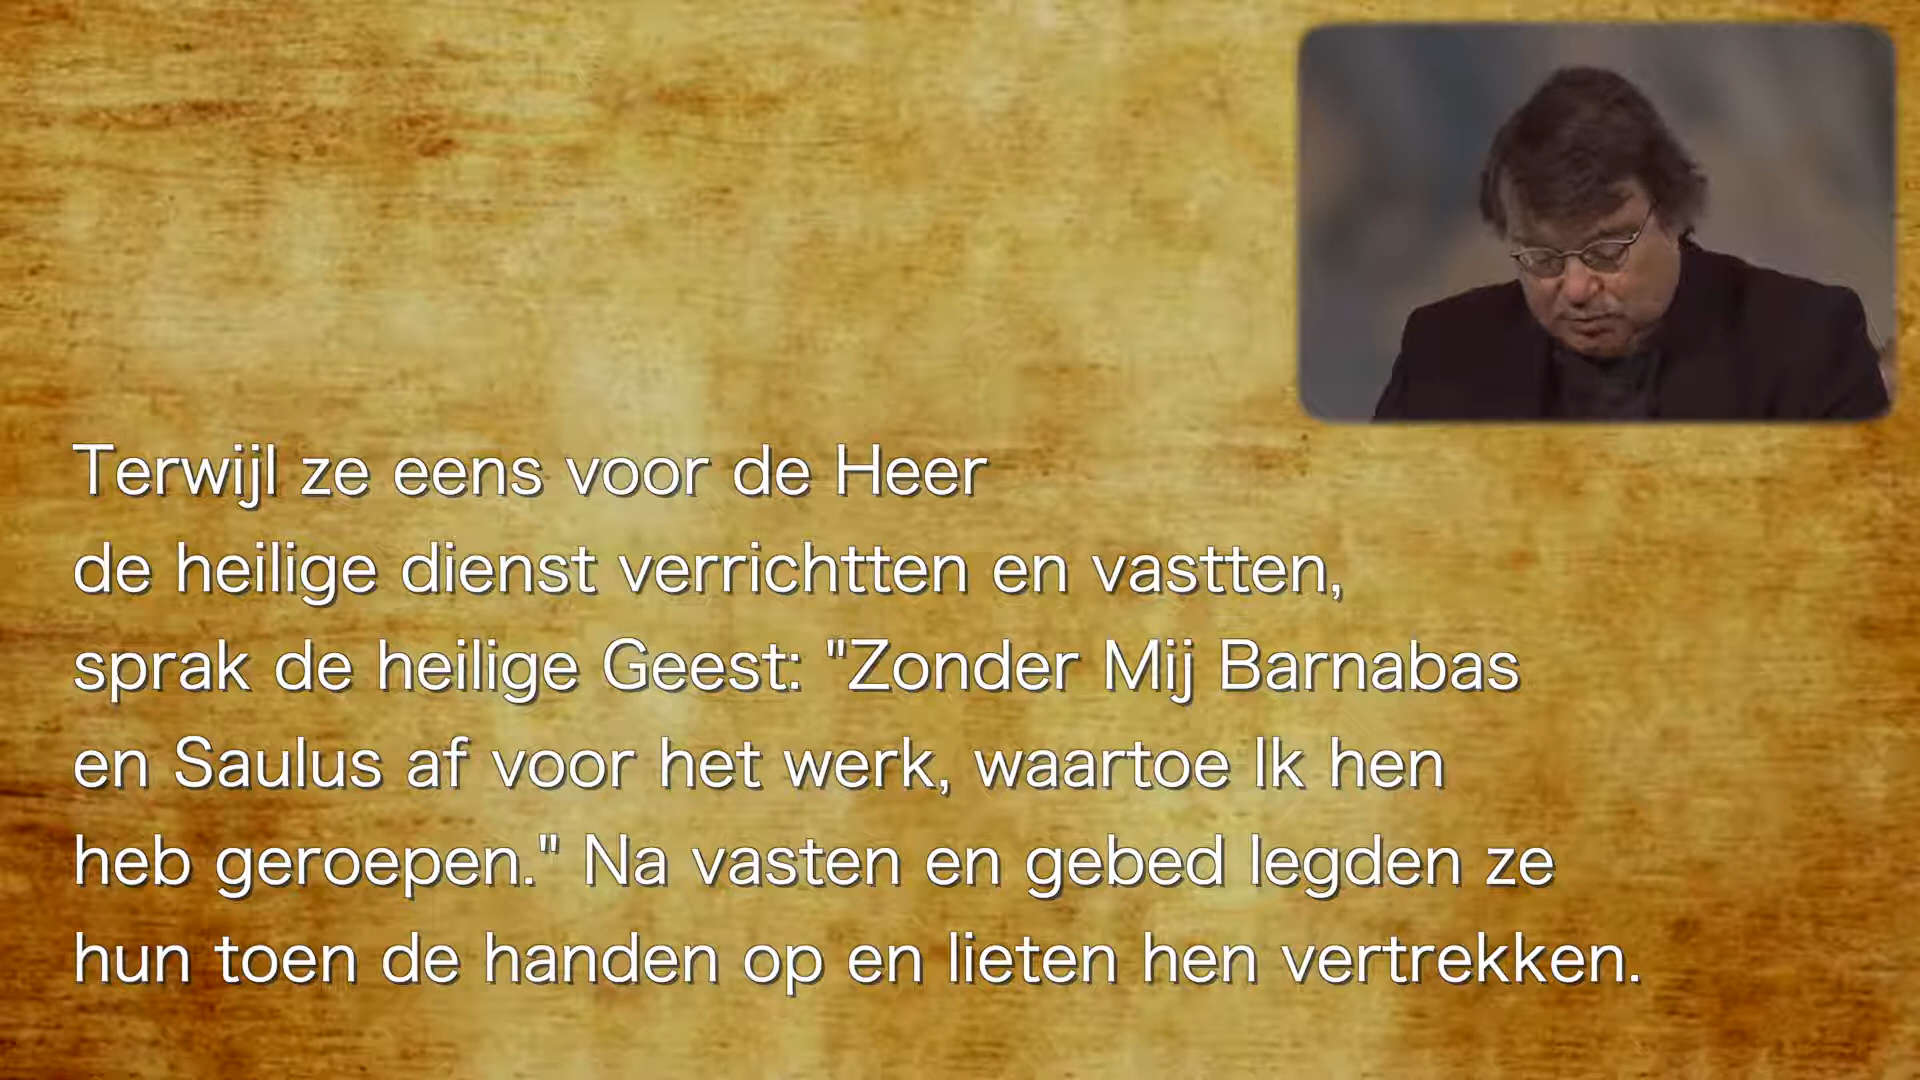 Terwijl ze eens voor de Heer
de heilige dienst verrichtten en vastten,
sprak de heilige Geest: "Zonder Mij Barnabas
en Saulus af voor het werk, waartoe Ik hen
heb geroepen." Na vasten en gebed legden ze
hun toen de handen op en lieten hen vertrekken.